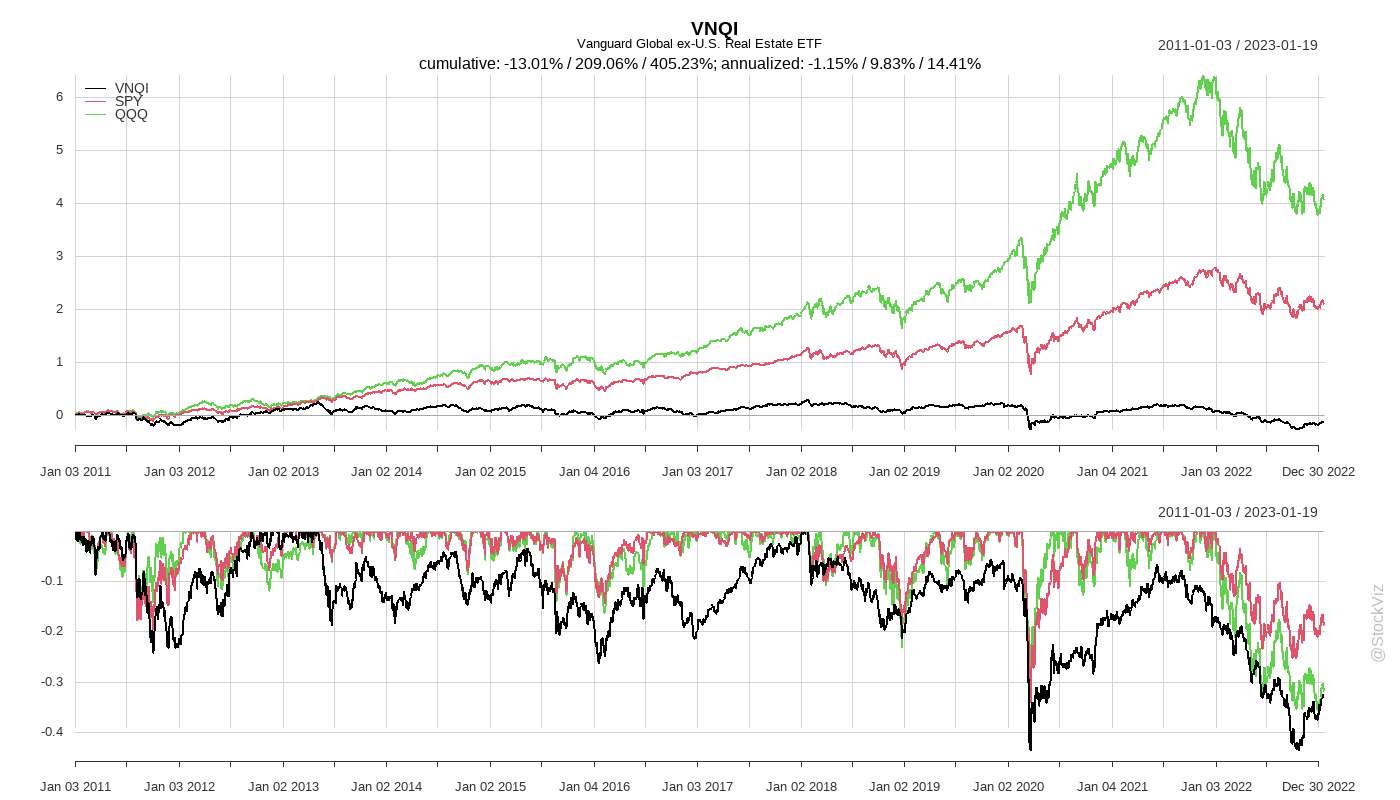 VNQI
Vanguard Global ex-U.S. Real Estate ETF
2011-01-03 / 2023-01-19
cumulative: -13.01% / 209.06% / 405.23%; annualized: -1.15% / 9.83% / 14.41%
VNQI
SPY
QQQ
6
5
4
3
2
1
0
Jan 03 2011 Jan 03 2012 Jan 02 2013 Jan 02 2014 Jan 02 2015 Jan 04 2016 Jan 03 2017 Jan 02 2018 Jan 02 2019 Jan 02 2020 Jan 04 2021 Jan 03 2022 Dec 30 2022
2011-01-03 / 2023-01-19
-0.1
-0.2
-0.3
-0.4
Jan 03 2011 Jan 03 2012 Jan 02 2013 Jan 02 2014 Jan 02 2015 Jan 04 2016 Jan 03 2017 Jan 02 2018 Jan 02 2019 Jan 02 2020 Jan 04 2021 Jan 03 2022 Dec 30 2022
@StockViz